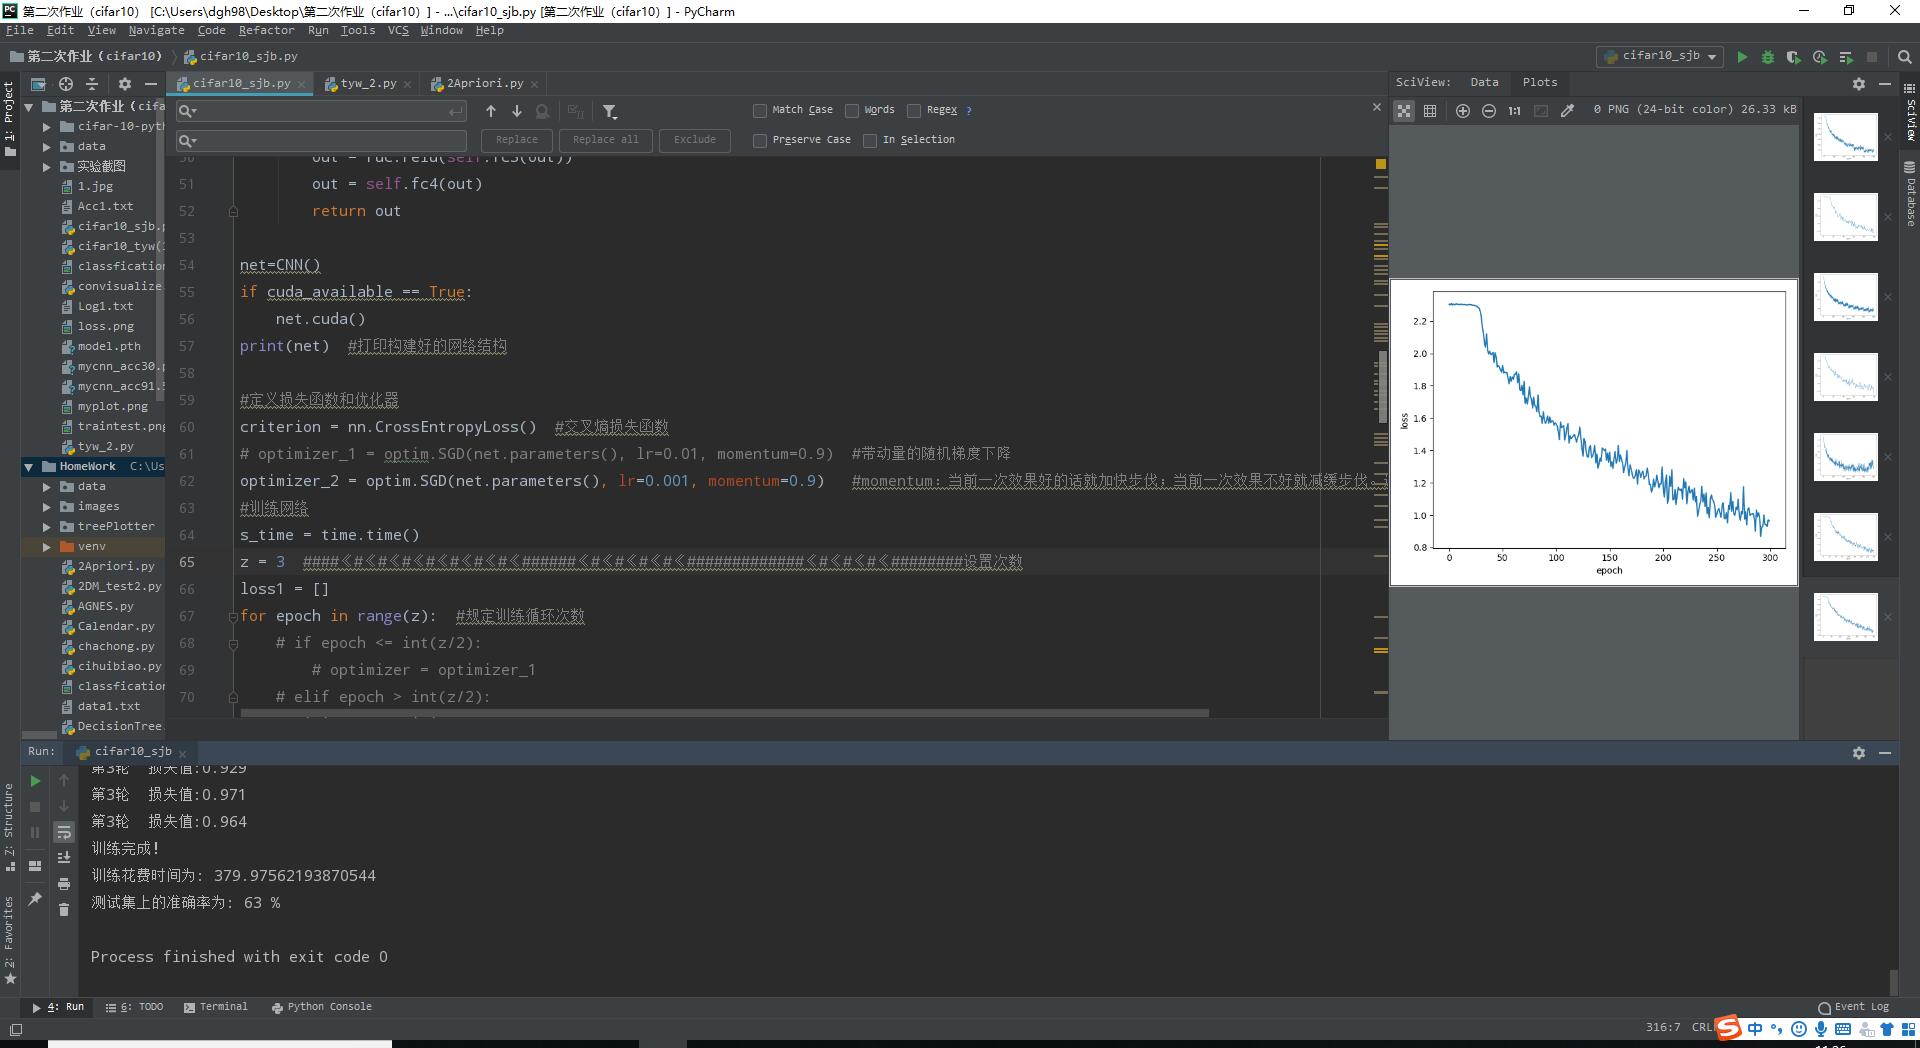 第二次作业（cifar10） [C:\Users\dgh98\Desktop\第二次作业（cifar10）] - ...\cifar10_sjb.py [第二次作业（cifar10）] - PyCharm
File Edit View Navigate Code Refactor Run Tools VCS Window Help
第二次作业（cifar10） cifar10_sjb.py
cifar10_sjb
1: Project
第二次作业（cifa
cifar-10-pyth
data
实验截图
1.jpg
Acc1.txt
cifar10_sjb.
cifar10_tyw(
classfication
convisualize.
Log1.txt
loss.png
model.pth
mycnn_acc30.
mycnn_acc91.
myplot.png
traintest.png
tyw_2.py
HomeWork C:\Us
data
images
treePlotter
venv
2Apriori.py
2DM_test2.py
AGNES.py
Calendar.py
chachong.py
cihuibiao.py
classfication
data1.txt
DecisionTree.
cifar10_sjb.py tyw_2.py 2Apriori.py
Match Case Words Regex ?
Replace Replace all Exclude Preserve Case In Selection
50 out = fuc.relu(self.fc3(out))
51 out = self.fc4(out)
52 return out
53
54 net=CNN()
55 if cuda_available == True:
56 net.cuda()
57 print(net) #打印构建好的网络结构
58
59 #定义损失函数和优化器
60 criterion = nn.CrossEntropyLoss() #交叉熵损失函数
61 # optimizer_1 = optim.SGD(net.parameters(), lr=0.01, momentum=0.9) #带动量的随机梯度下降
62 optimizer_2 = optim.SGD(net.parameters(), lr=0.001, momentum=0.9) #momentum：当前一次效果好的话就加快步伐；当前一次效果不好就减缓步伐。
63 #训练网络
64 s_time = time.time()
65 z = 3 ####《#《#《#《#《#《#《#《######《#《#《#《#《#############《#《#《#《########设置次数
66 loss1 = []
67 for epoch in range(z): #规定训练循环次数
68 # if epoch <= int(z/2):
69 # optimizer = optimizer_1
70 # elif epoch > int(z/2):
SciView: Data Plots
1:1 0 PNG (24-bit color) 26.33 kB
2.2
2.0
1.8
1.6
1.4
1.2
1.0
0.8
loss
0 50 100 150 200 250 300
epoch
SciView
Database
Run: cifar10_sjb
第3轮 损失值:0.929
第3轮 损失值:0.971
第3轮 损失值:0.964
训练完成！
训练花费时间为: 379.97562193870544
测试集上的准确率为: 63 %
Process finished with exit code 0
Z: Structure
2: Favorites
4: Run 6: TODO Terminal Python Console Event Log
316:7 CRL
中